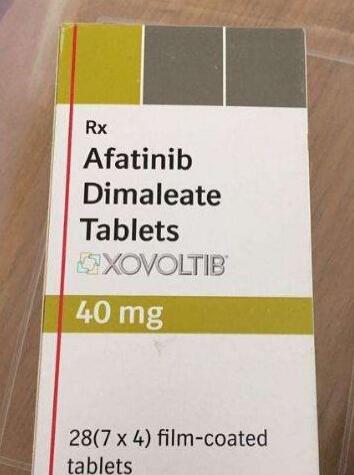 Rx
Afatinib
Dimaleate
Tablets
XOVOLTIB
40 mg
28(7 x 4) film-coated
tablets